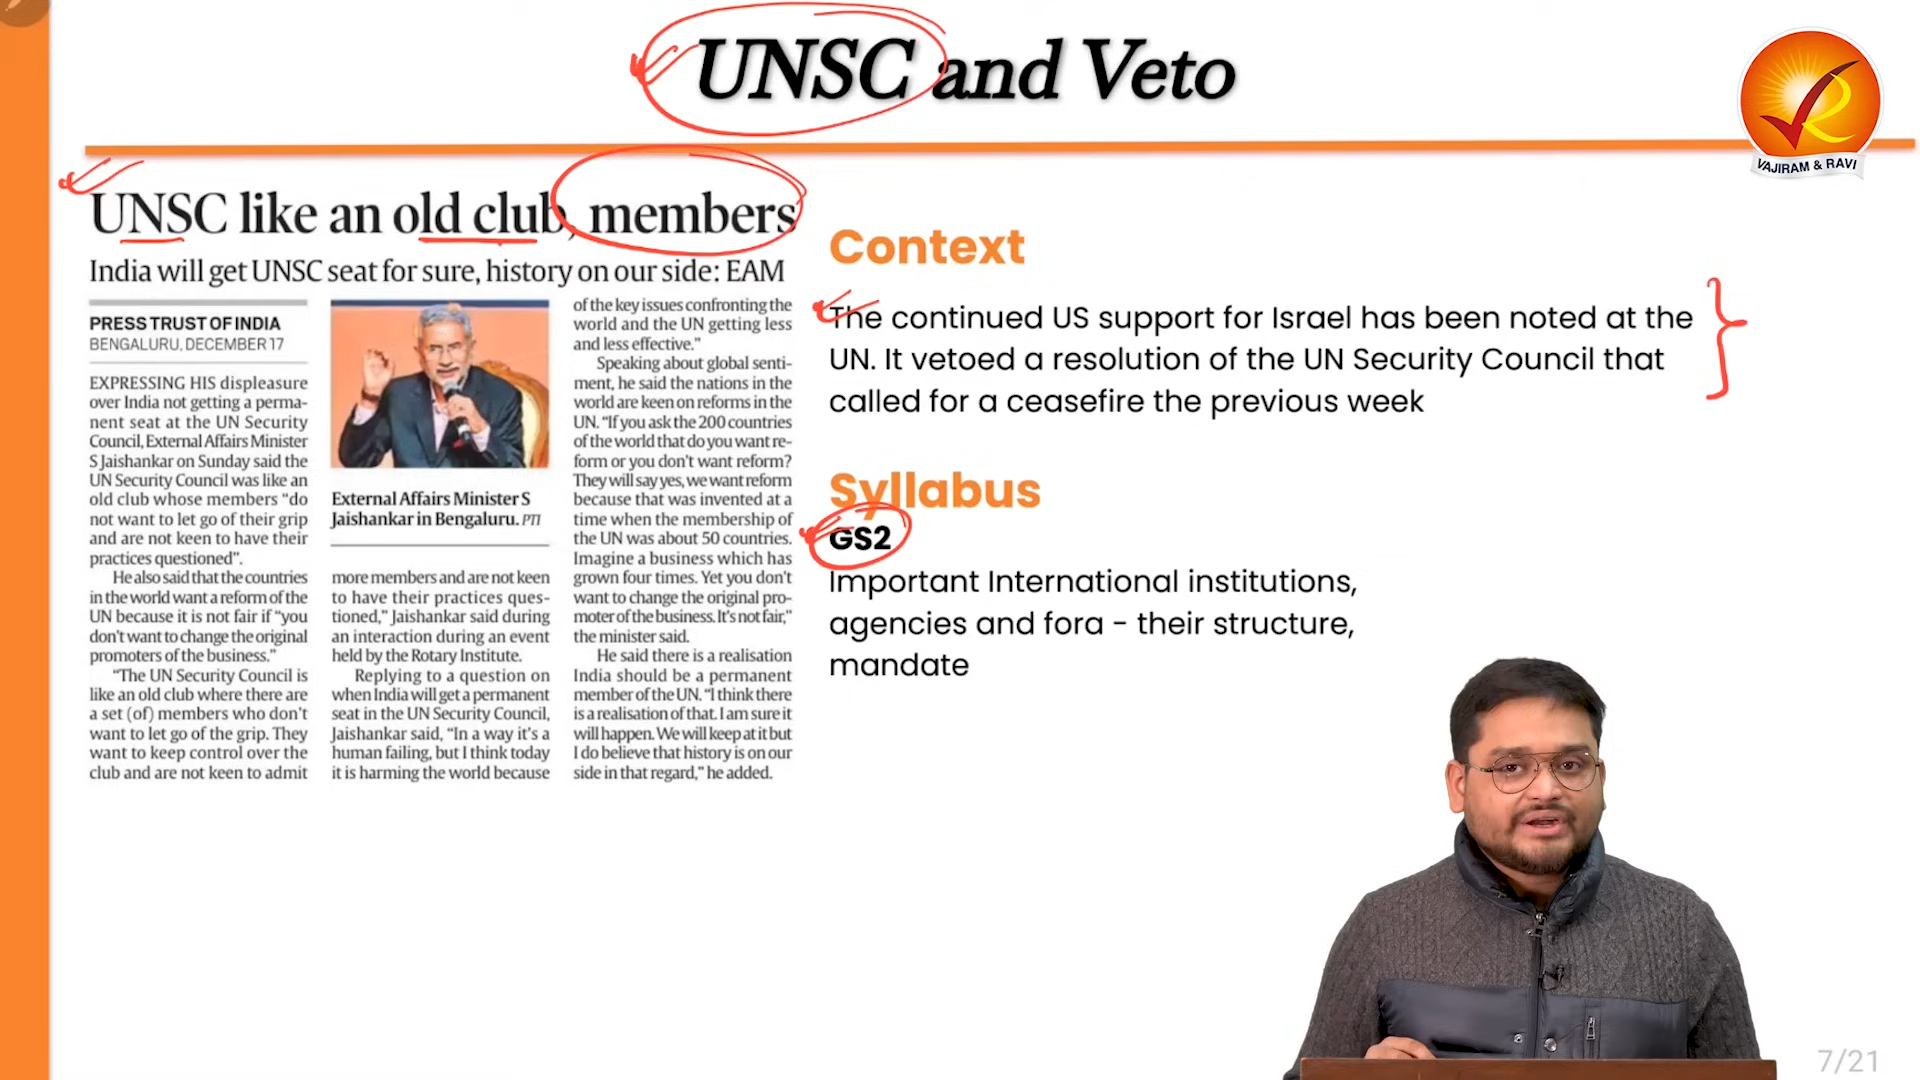 UNSC and Veto
VAJIRAM & RAVI
UNSC like an old club, members
India will get UNSC seat for sure, history on our side: EAM
PRESS TRUST OF INDIA
BENGALURU, DECEMBER 17
EXPRESSING HIS displeasure
over India not getting a perma-
nent seat at the UN Security
Council, External Affairs Minister
S Jaishankar on Sunday said the
UN Security Council was like an
old club whose members “do
not want to let go of their grip
and are not keen to have their
practices questioned”.
He also said that the countries
in the world want a reform of the
UN because it is not fair if “you
don’t want to change the original
promoters of the business.”
“The UN Security Council is
like an old club where there are
a set (of) members who don’t
want to let go of the grip. They
want to keep control over the
club and are not keen to admit
External Affairs Minister S
Jaishankar in Bengaluru. PTI
more members and are not keen
to have their practices ques-
tioned,” Jaishankar said during
an interaction during an event
held by the Rotary Institute.
Replying to a question on
when India will get a permanent
seat in the UN Security Council,
Jaishankar said, “In a way it’s a
human failing, but I think today
it is harming the world because
of the key issues confronting the
world and the UN getting less
and less effective.”
Speaking about global senti-
ment, he said the nations in the
world are keen on reforms in the
UN. “If you ask the 200 countries
of the world that do you want re-
form or you don’t want reform?
They will say yes, we want reform
because that was invented at a
time when the membership of
the UN was about 50 countries.
Imagine a business which has
grown four times. Yet you don’t
want to change the original pro-
moter of the business. It’s not fair,”
the minister said.
He said there is a realisation
India should be a permanent
member of the UN. “I think there
is a realisation of that. I am sure it
will happen. We will keep at it but
I do believe that history is on our
side in that regard,” he added.
Context
The continued US support for Israel has been noted at the
UN. It vetoed a resolution of the UN Security Council that
called for a ceasefire the previous week
Syllabus
GS2
Important International institutions,
agencies and fora - their structure,
mandate
7/21